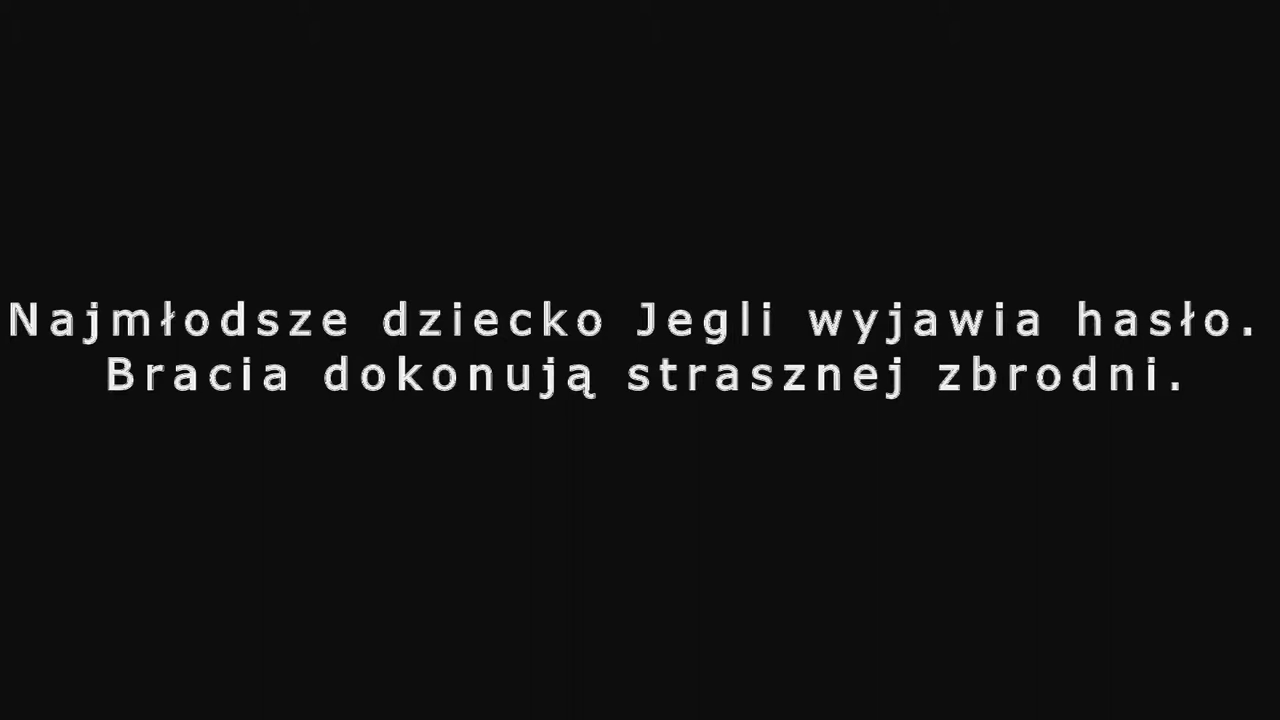 Najmłodsze dziecko Jegli wyjawia hasło.
Bracia dokonują strasznej zbrodni.